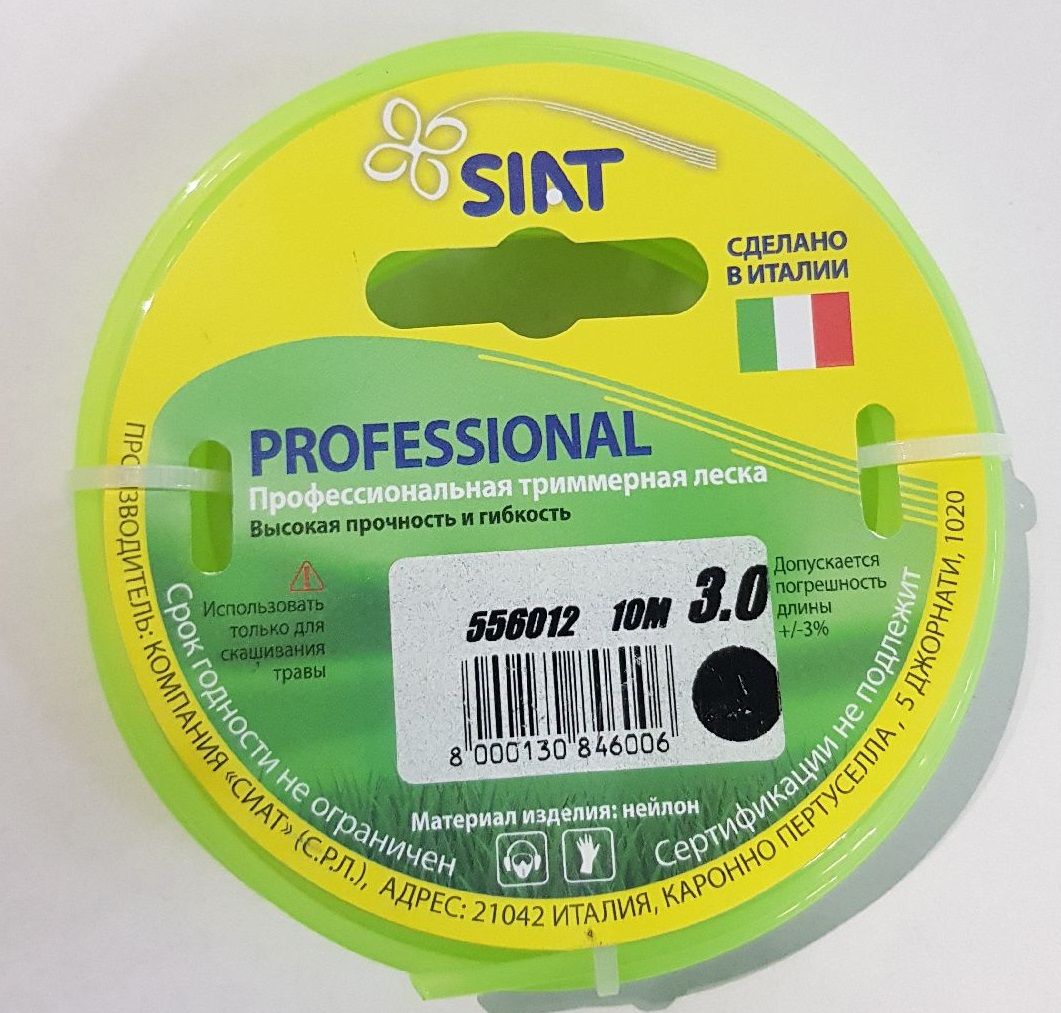 SIAT
СДЕЛАНО
В ИТАЛИИ
PROFESSIONAL
Профессиональная триммерная леска
Высокая прочность и гибкость
Использовать
только для
скашивания
травы
556012 10M 3.0
8 000130 846006
Допускается
погрешность
длины
+/-3%
Материал изделия: нейлон
Срок годности не ограничен
Сертификации не подлежит
КОМПАНИЯ «СИАТ» (С.Р.Л.), АДРЕС: 21042 ИТАЛИЯ, КАРОННО ПЕРТУСЕЛЛА, 5 ДЖОРНАТИ, 1020